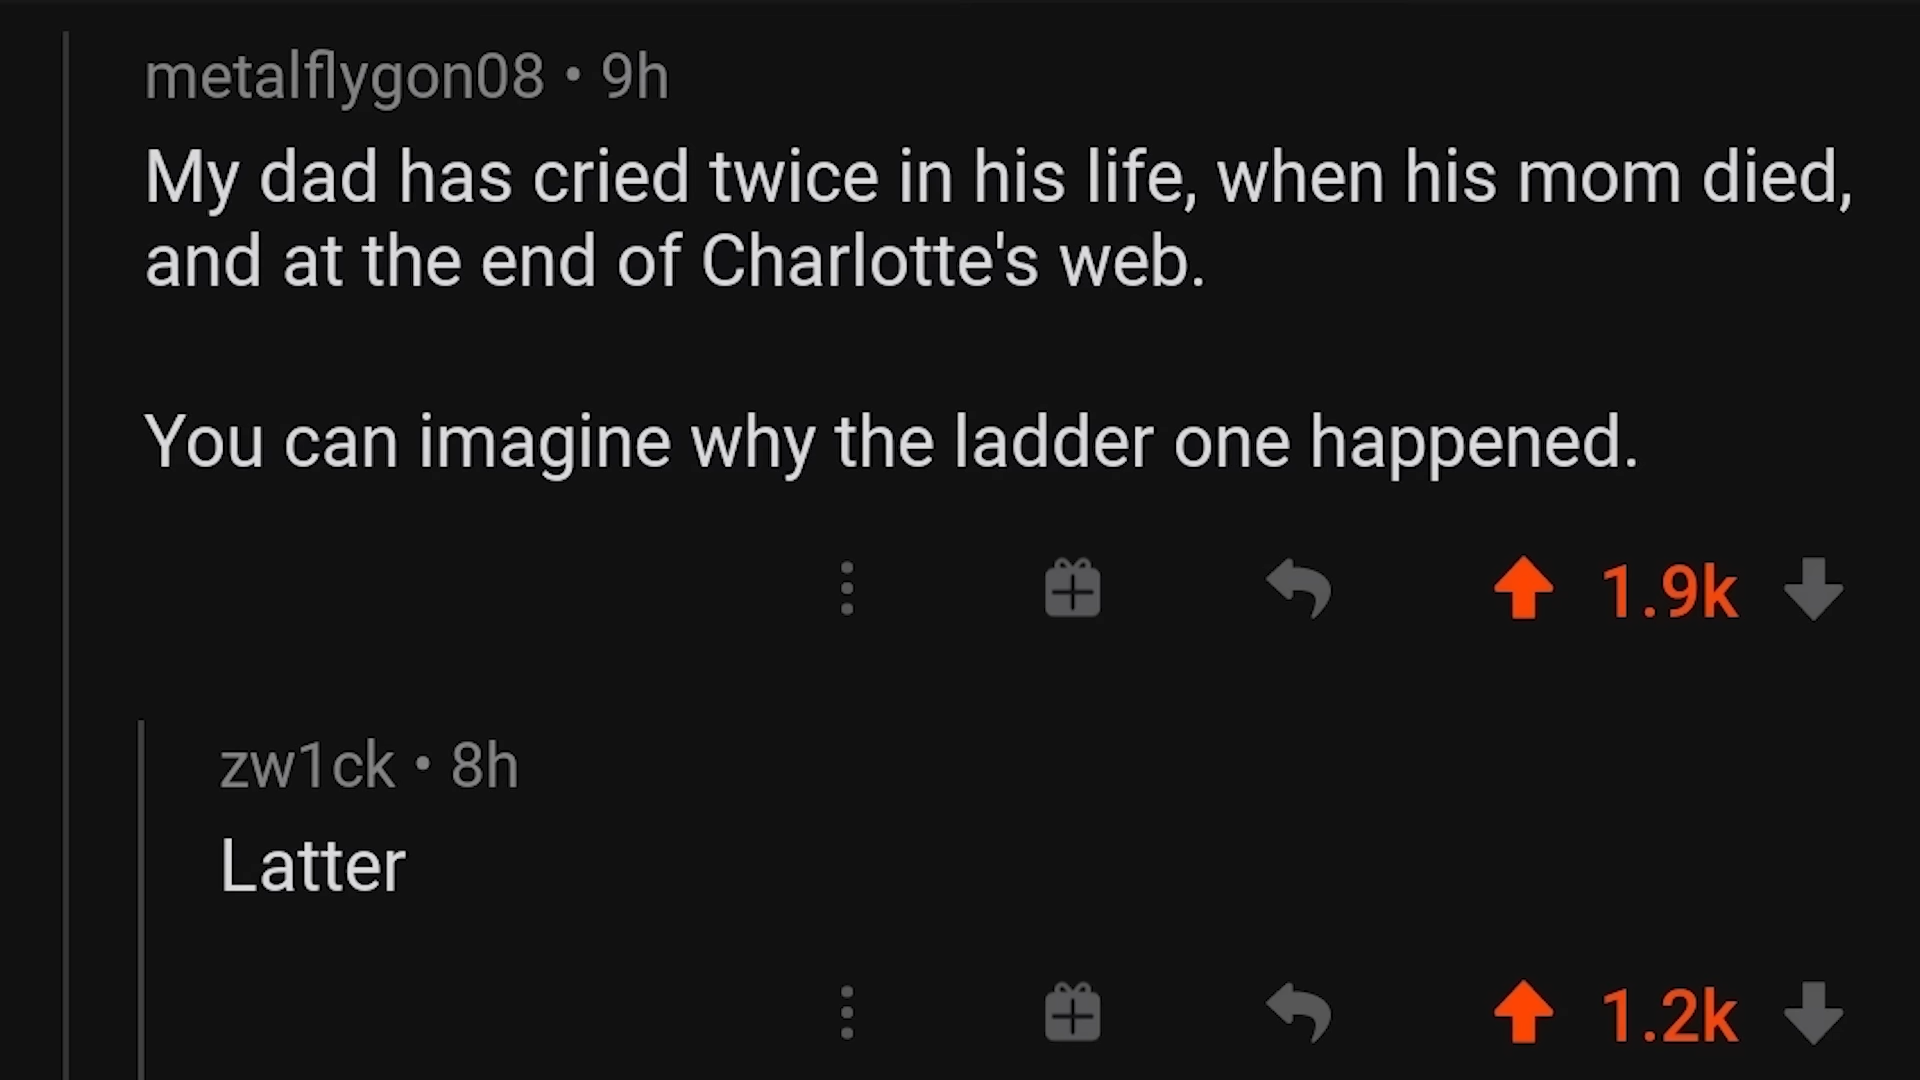 metalflygon08 • 9h
My dad has cried twice in his life, when his mom died,
and at the end of Charlotte's web.
You can imagine why the ladder one happened.
1.9k
zw1ck • 8h
Latter
1.2k